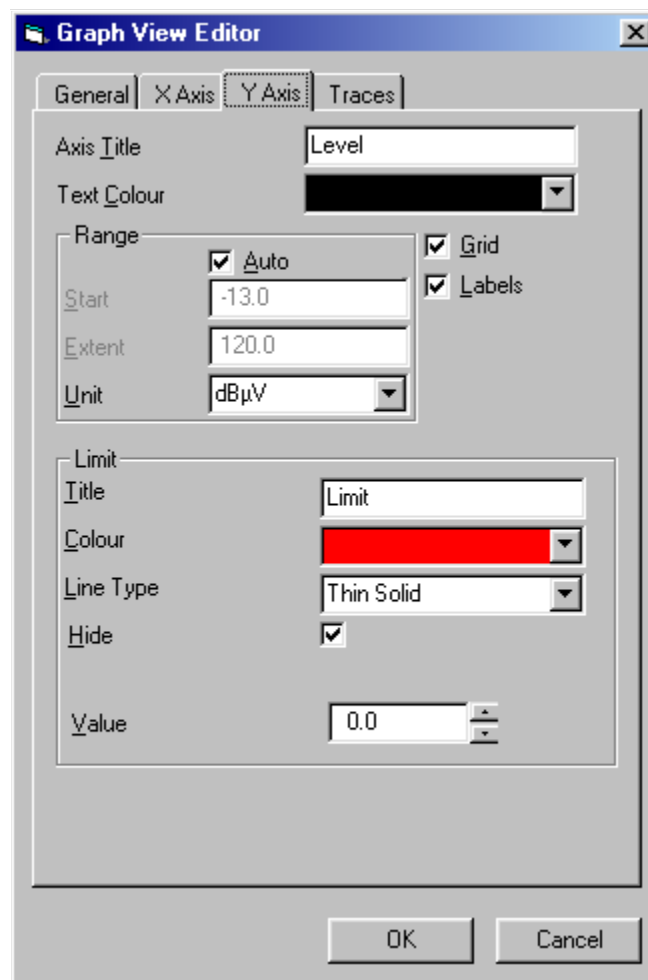 Graph View Editor
General X Axis Y Axis Traces
Axis Title Level
Text Colour
Range
Auto
Grid
Start -13.0
Labels
Extent 120.0
Unit dBµV
Limit
Title Limit
Colour
Line Type Thin Solid
Hide
Value 0.0
OK Cancel